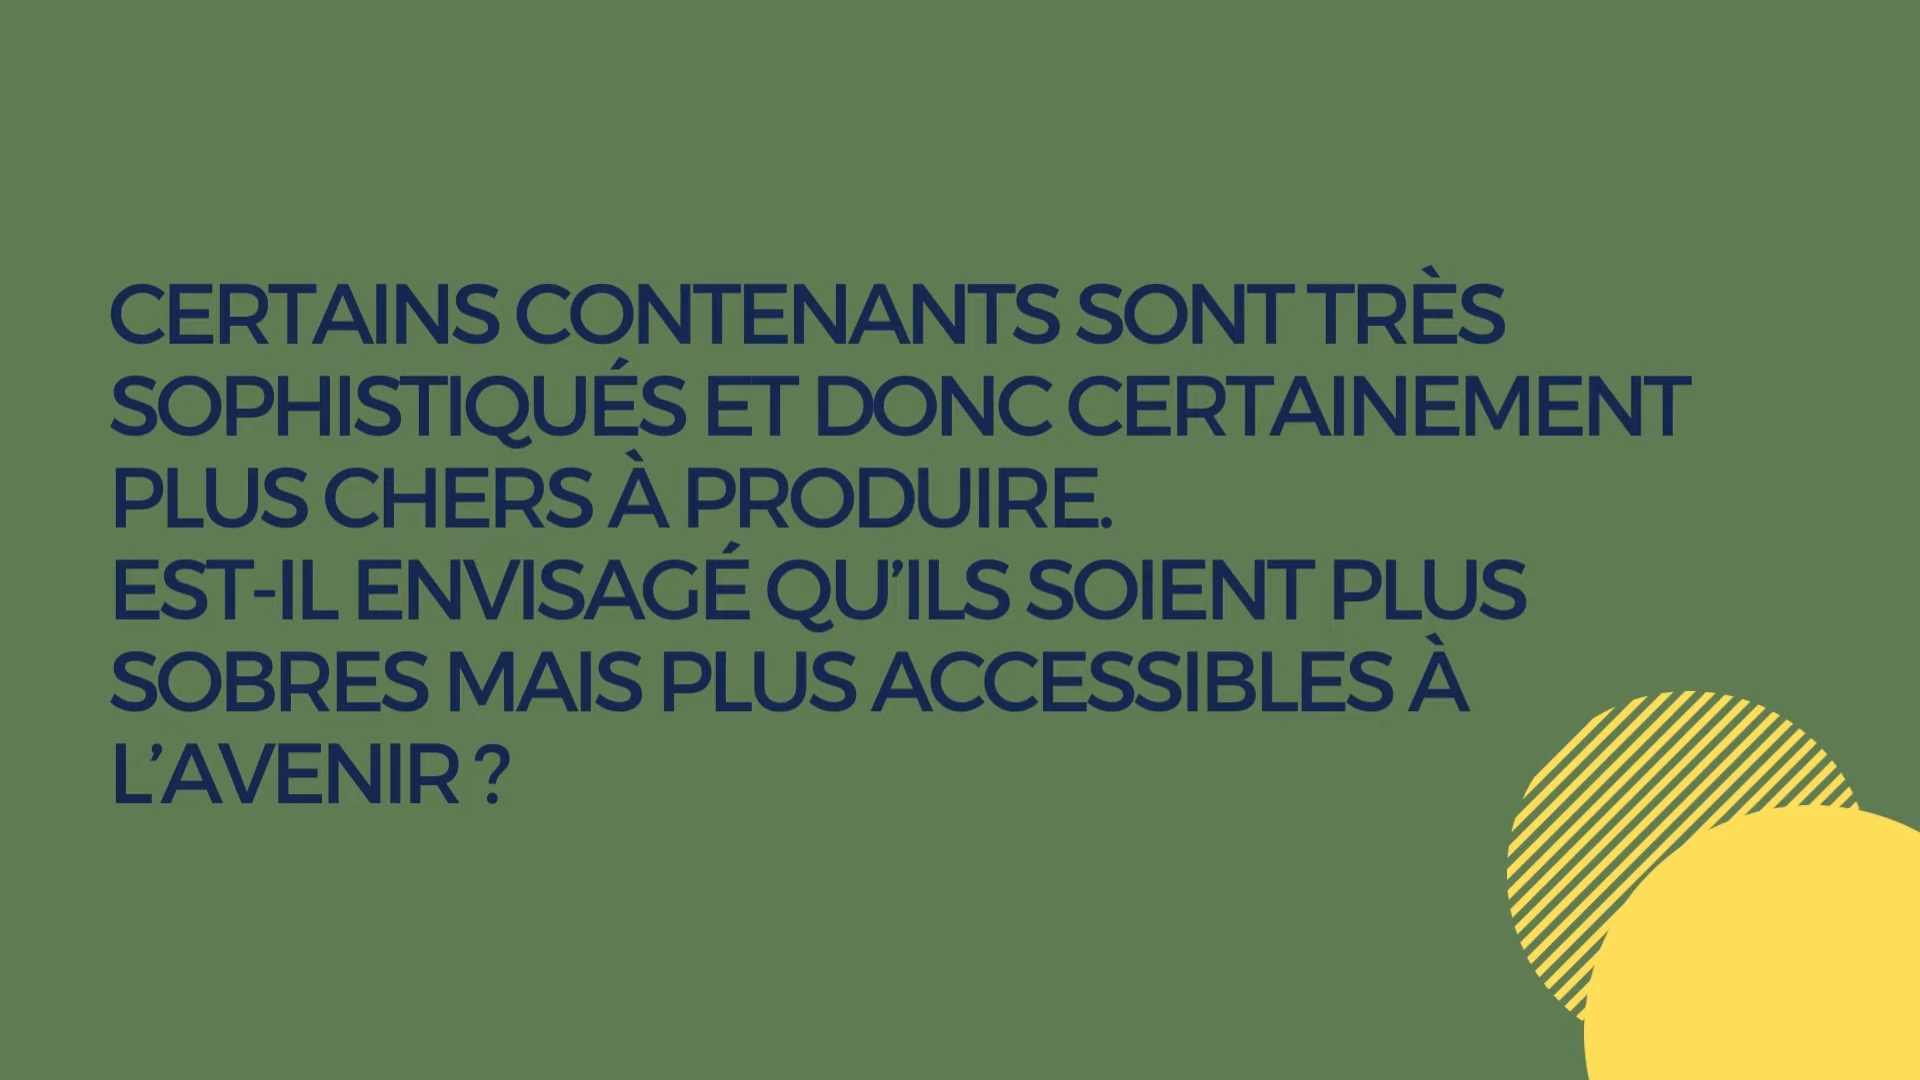 CERTAINS CONTENANTS SONT TRÈS
SOPHISTIQUÉS ET DONC CERTAINEMENT
PLUS CHERS À PRODUIRE.
EST-IL ENVISAGÉ QU’ILS SOIENT PLUS
SOBRES MAIS PLUS ACCESSIBLES À
L’AVENIR ?